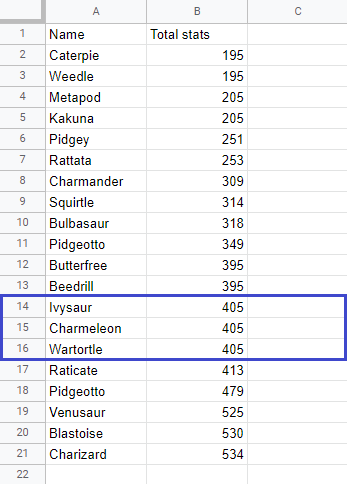 A B C
1 Name Total stats
2 Caterpie 195
3 Weedle 195
4 Metapod 205
5 Kakuna 205
6 Pidgey 251
7 Rattata 253
8 Charmander 309
9 Squirtle 314
10 Bulbasaur 318
11 Pidgeotto 349
12 Butterfree 395
13 Beedrill 395
14 Ivysaur 405
15 Charmeleon 405
16 Wartortle 405
17 Raticate 413
18 Pidgeotto 479
19 Venusaur 525
20 Blastoise 530
21 Charizard 534
22